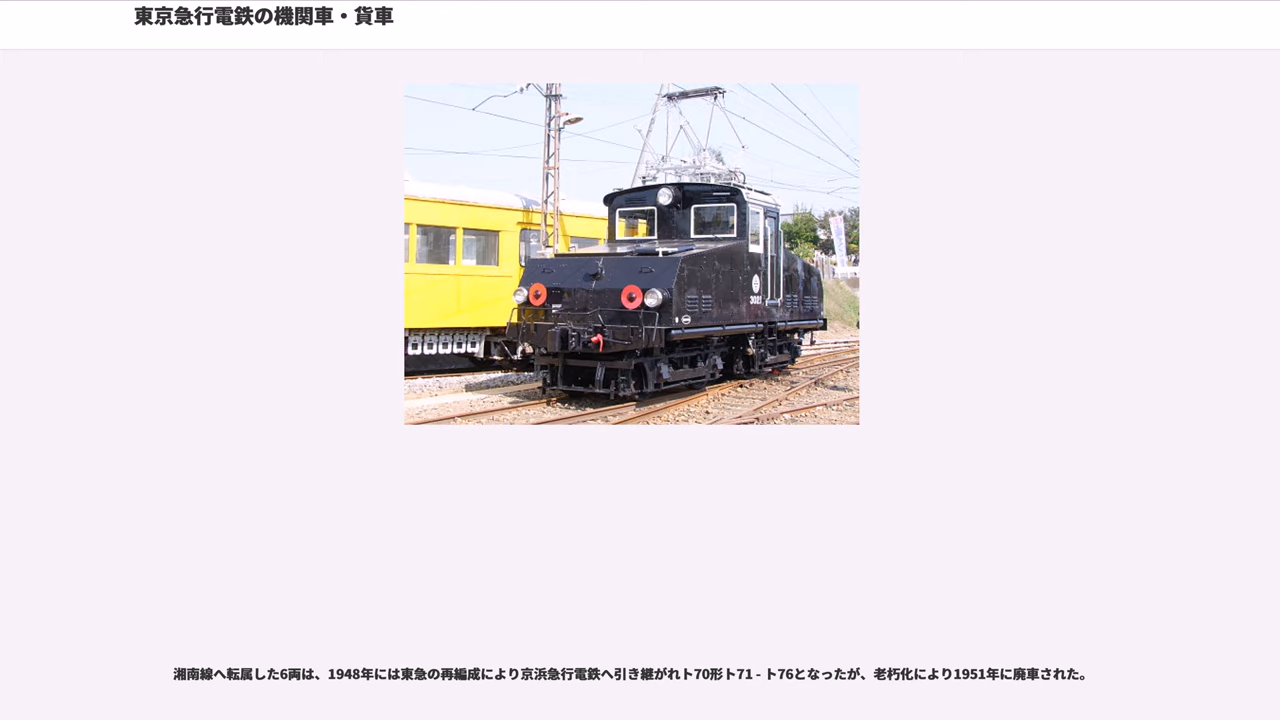 東京急行電鉄の機関車・貨車
3021
湘南線へ転属した6両は、1948年には東急の再編成により京浜急行電鉄へ引き継がれト70形ト71 - ト76となったが、老朽化により1951年に廃車された。